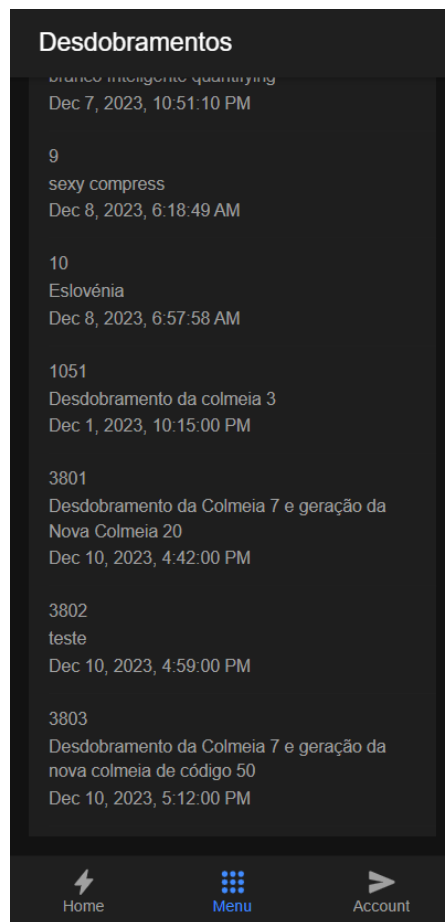 Desdobramentos
branco Inteligente quantifying
Dec 7, 2023, 10:51:10 PM
9
sexy compress
Dec 8, 2023, 6:18:49 AM
10
Eslovénia
Dec 8, 2023, 6:57:58 AM
1051
Desdobramento da colmeia 3
Dec 1, 2023, 10:15:00 PM
3801
Desdobramento da Colmeia 7 e geração da
Nova Colmeia 20
Dec 10, 2023, 4:42:00 PM
3802
teste
Dec 10, 2023, 4:59:00 PM
3803
Desdobramento da Colmeia 7 e geração da
nova colmeia de código 50
Dec 10, 2023, 5:12:00 PM
Home
Menu
Account